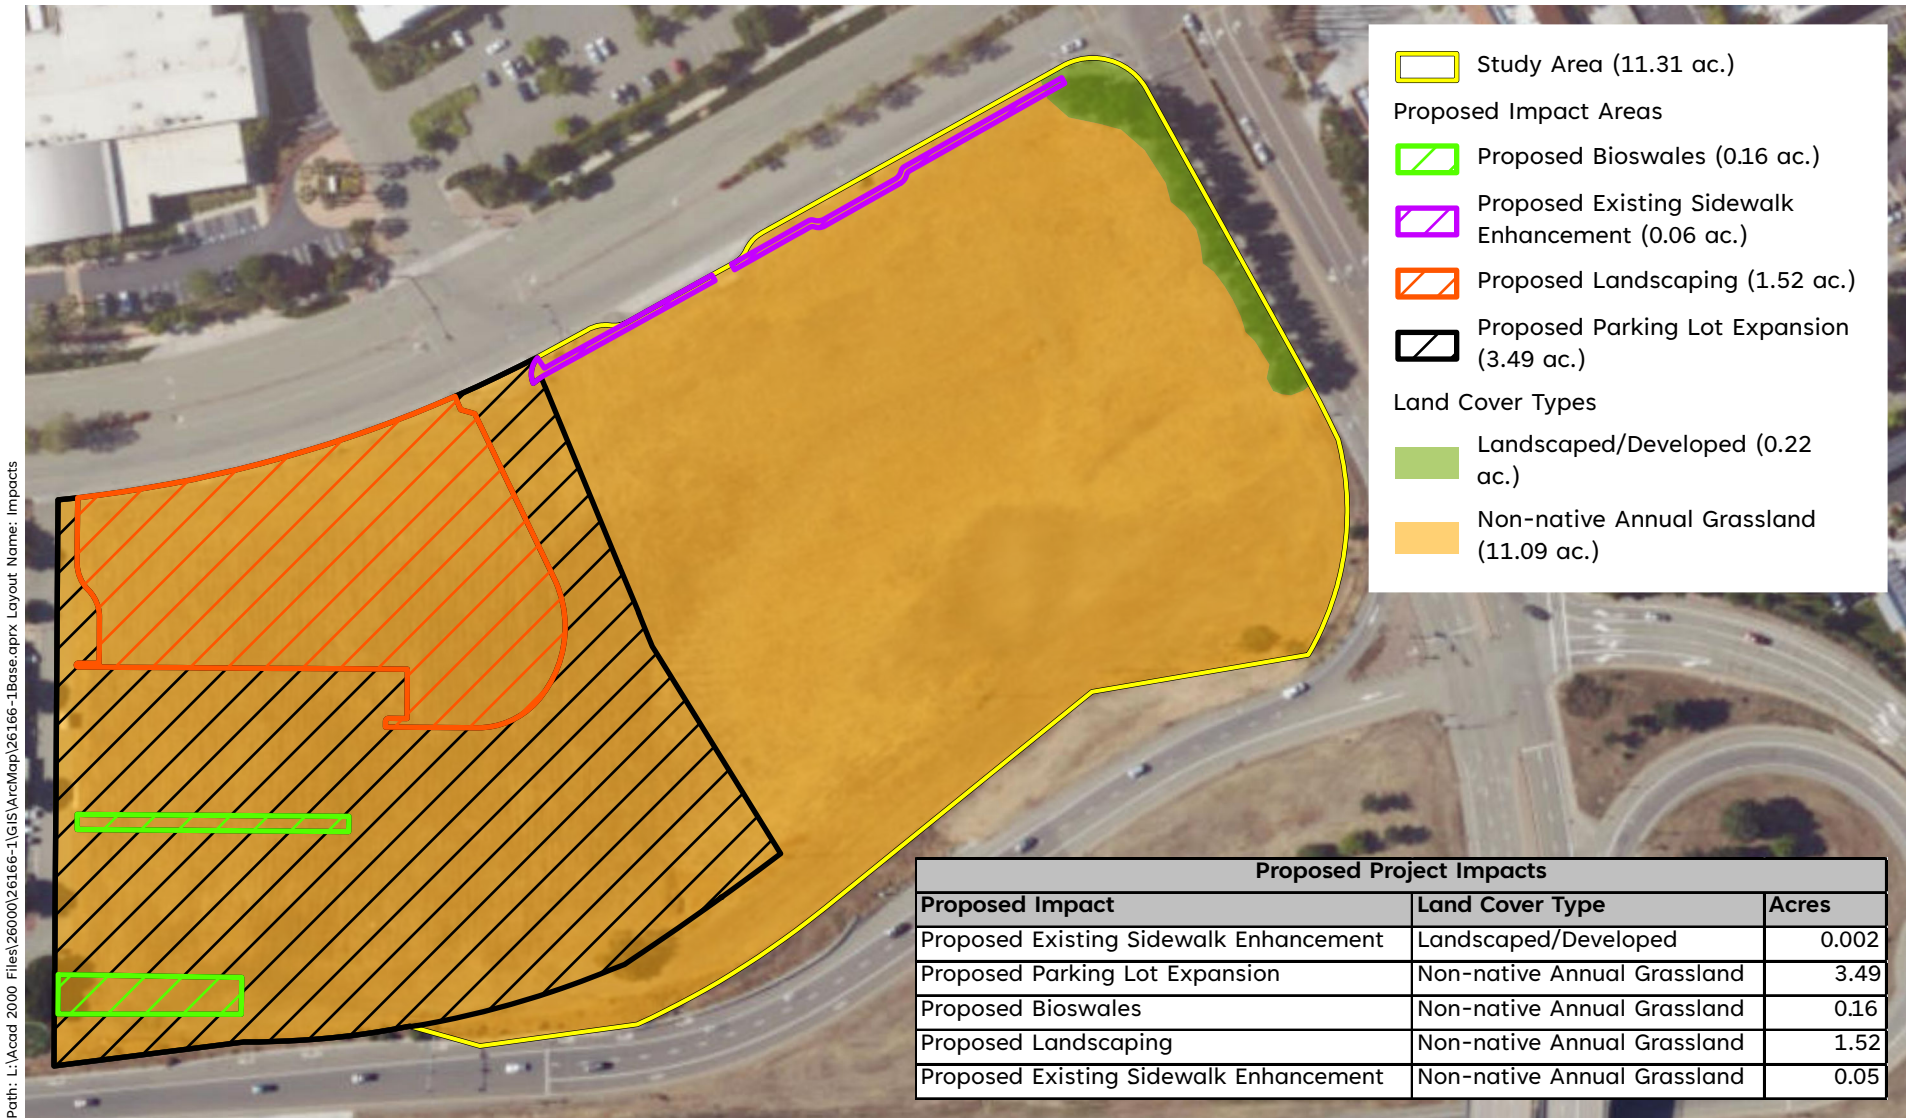 Study Area (11.31 ac.)
Proposed Impact Areas
Proposed Bioswales (0.16 ac.)
Proposed Existing Sidewalk
Enhancement (0.06 ac.)
Proposed Landscaping (1.52 ac.)
Proposed Parking Lot Expansion
(3.49 ac.)
Land Cover Types
Landscaped/Developed (0.22
ac.)
Non-native Annual Grassland
(11.09 ac.)
Path: L:\Acad 2000 Files\26000\26166-1\GIS\ArcMap\26166-1Base.aprx Layout Name: Impacts
Proposed Project Impacts
Proposed Impact Land Cover Type Acres
Proposed Existing Sidewalk Enhancement Landscaped/Developed 0.002
Proposed Parking Lot Expansion Non-native Annual Grassland 3.49
Proposed Bioswales Non-native Annual Grassland 0.16
Proposed Landscaping Non-native Annual Grassland 1.52
Proposed Existing Sidewalk Enhancement Non-native Annual Grassland 0.05